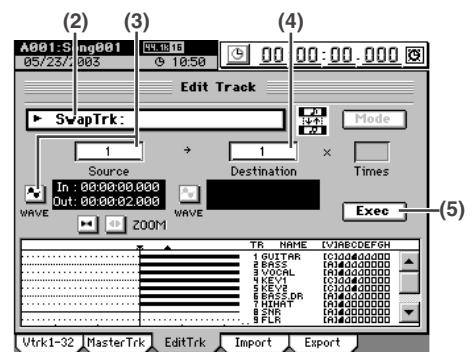 (2) (3) (4)
A001:Song001 44.1k 16
05/23/2003 10:50 00:00:00.000
Edit Track
► SwapTrk: Mode
1 → 1 ×
Source Destination Times
In : 00:00:00.000
Out: 00:00:02.000
WAVE ZOOM WAVE
Exec (5)
TR NAME [V]ABCDEFGH
1 GUITAR
2 BASS
3 VOCAL
4 KEY1
5 KEY2
6 BASS.DR
7 HIHAT
8 SNR
9 FLR
Vtrk1-32 MasterTrk EditTrk Import Export